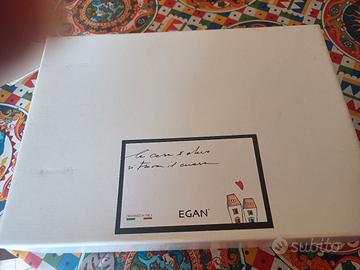 la casa è dove
si trova il cuore
EGAN
subito